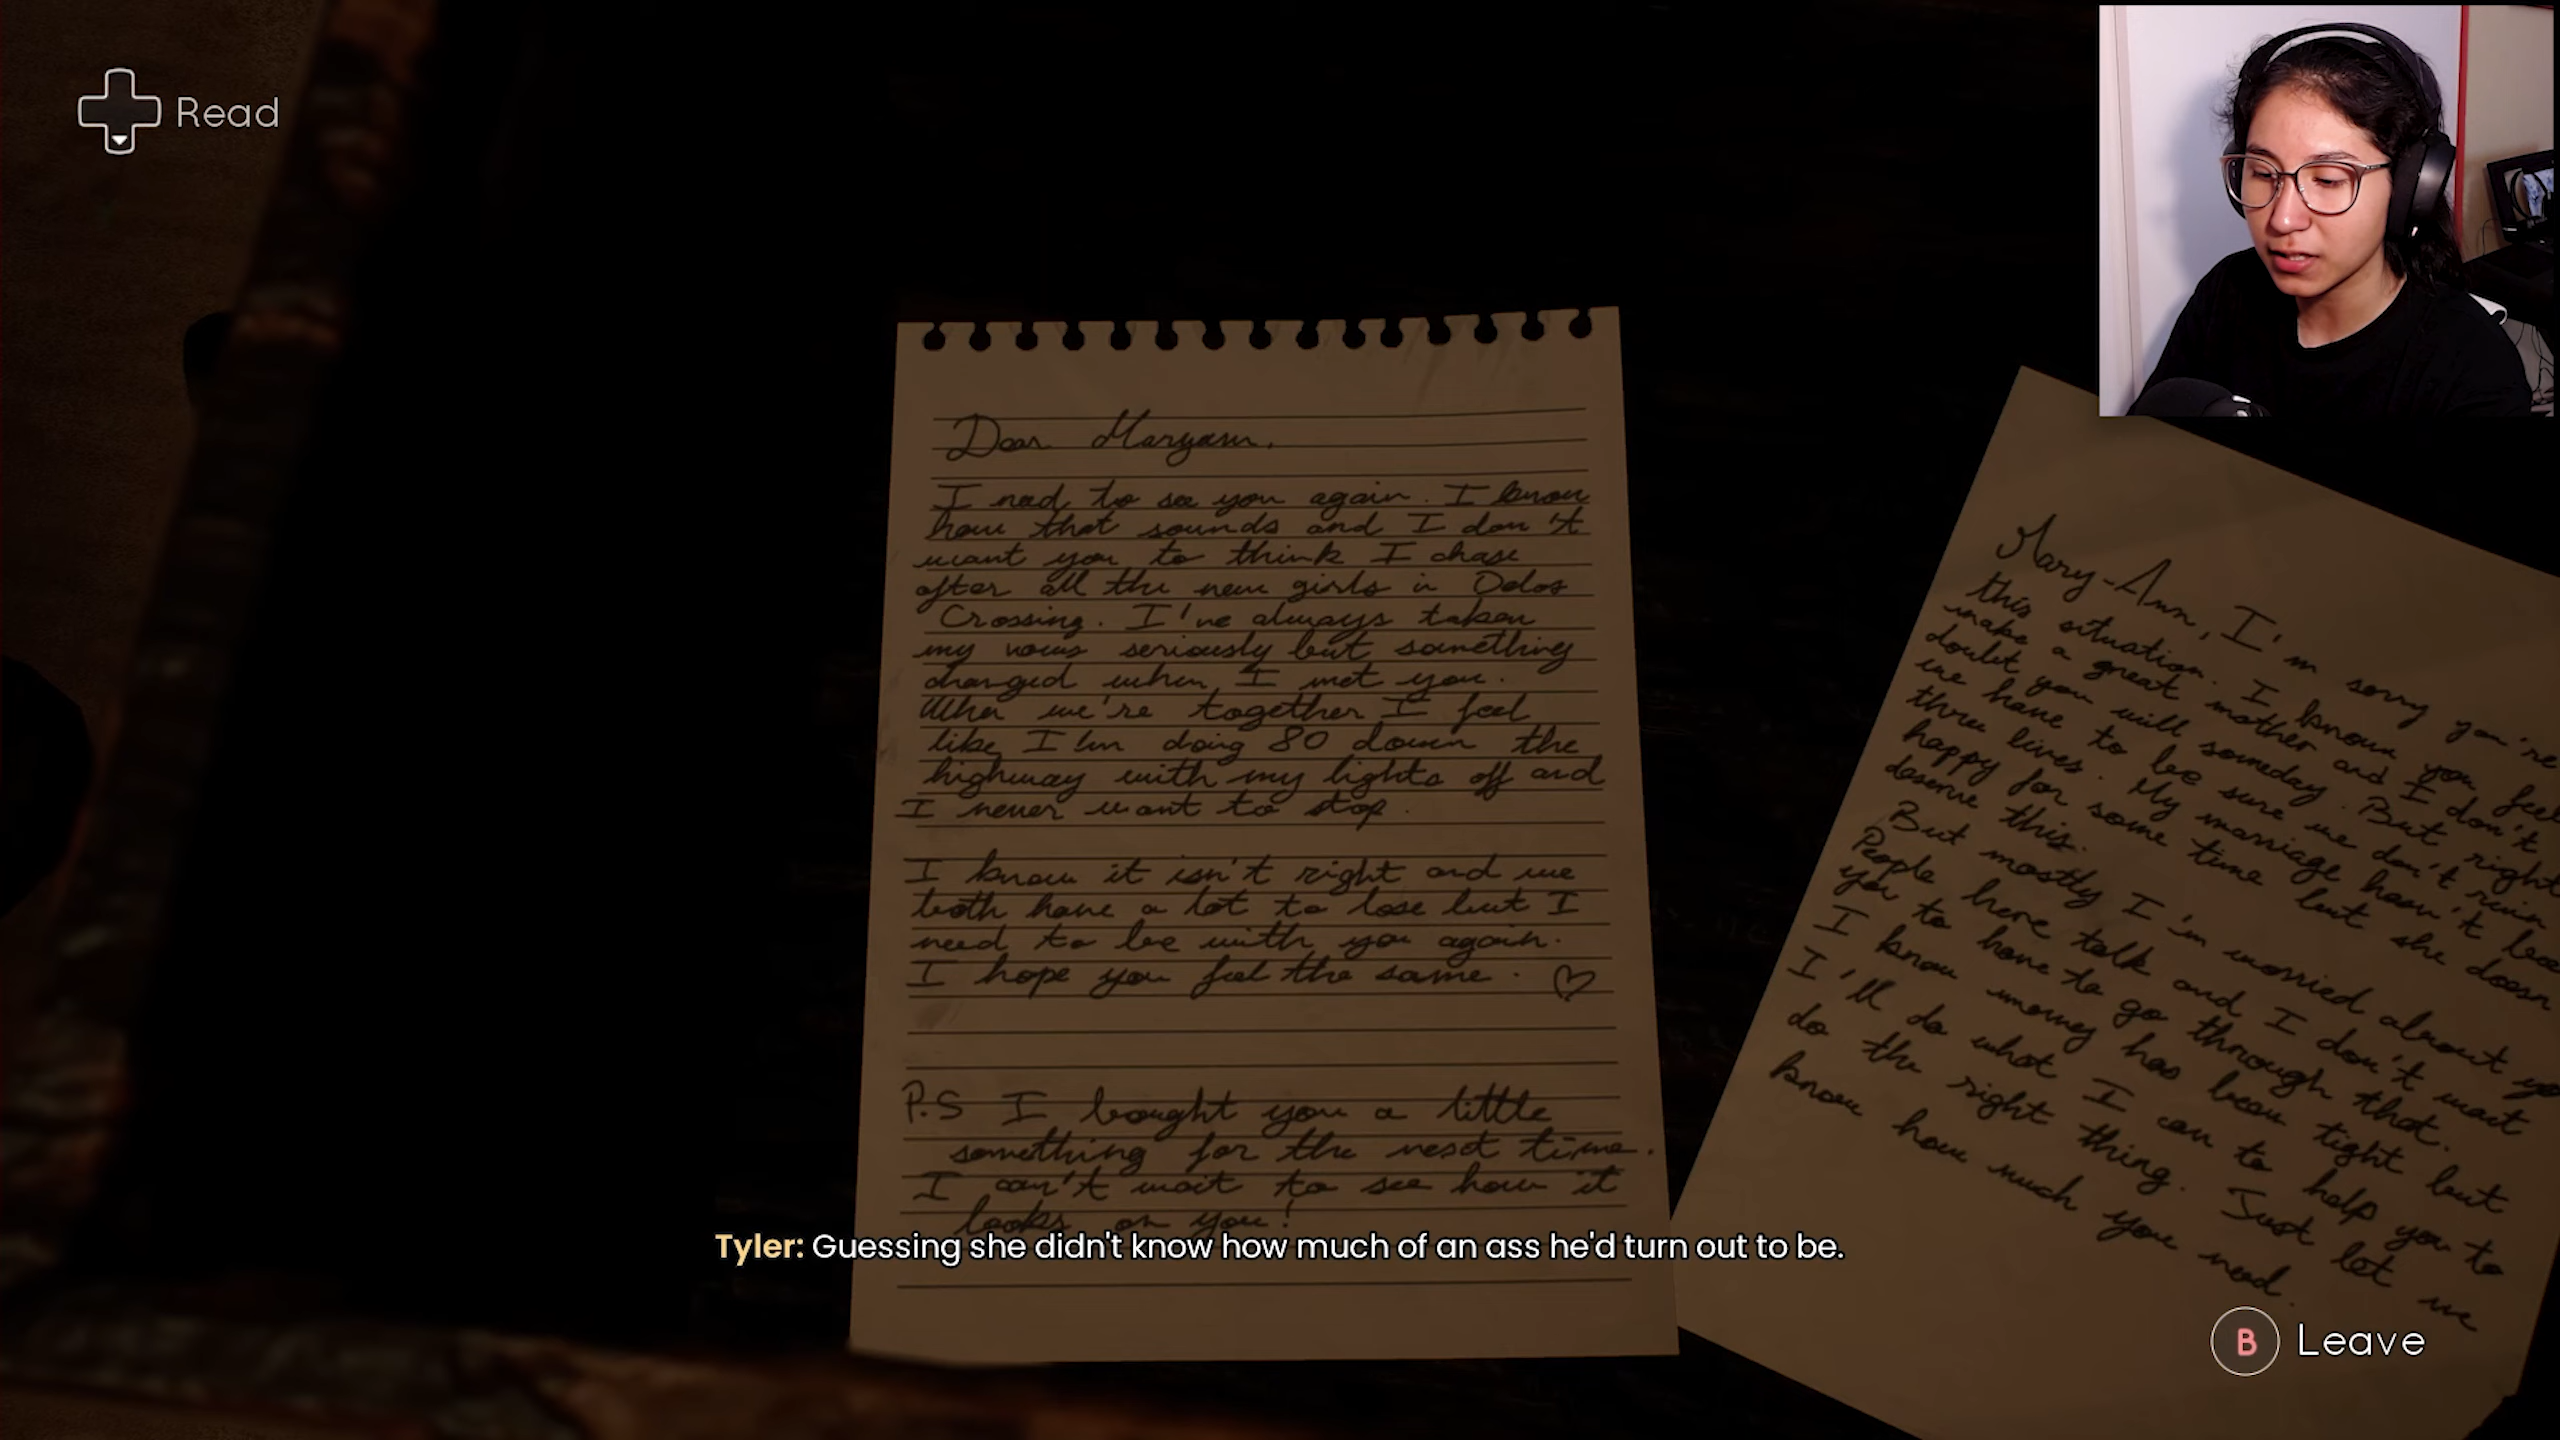 Read
Dear Maryann,
I need to see you again. I know
how that sounds and I don't
want you to think I chase
after all the new girls in Delos
Crossing. I've always taken
my vows seriously but something
changed when I met you.
When we're together I feel
like I'm doing 80 down the
highway with my lights off and
I never want to stop.
I know it isn't right and we
both have a lot to lose but I
need to be with you again.
I hope you feel the same. ♡
P.S I bought you a little
something for the next time.
I can't wait to see how it
looks on you!
Mary-Ann, I'm sorry you're
this situation. I know you feel
make a great mother and I don't
doubt you will someday. But right
we have to be sure we don't ruin
three lives. My marriage hasn't been
happy for some time but she doesn
deserve this.
But mostly I'm worried about yo
People here talk and I don't want
you to have to go through that.
I know money has been tight but
I'll do what I can to help you to
do the right thing. Just let me
know how much you need.
Tyler: Guessing she didn't know how much of an ass he'd turn out to be.
B Leave